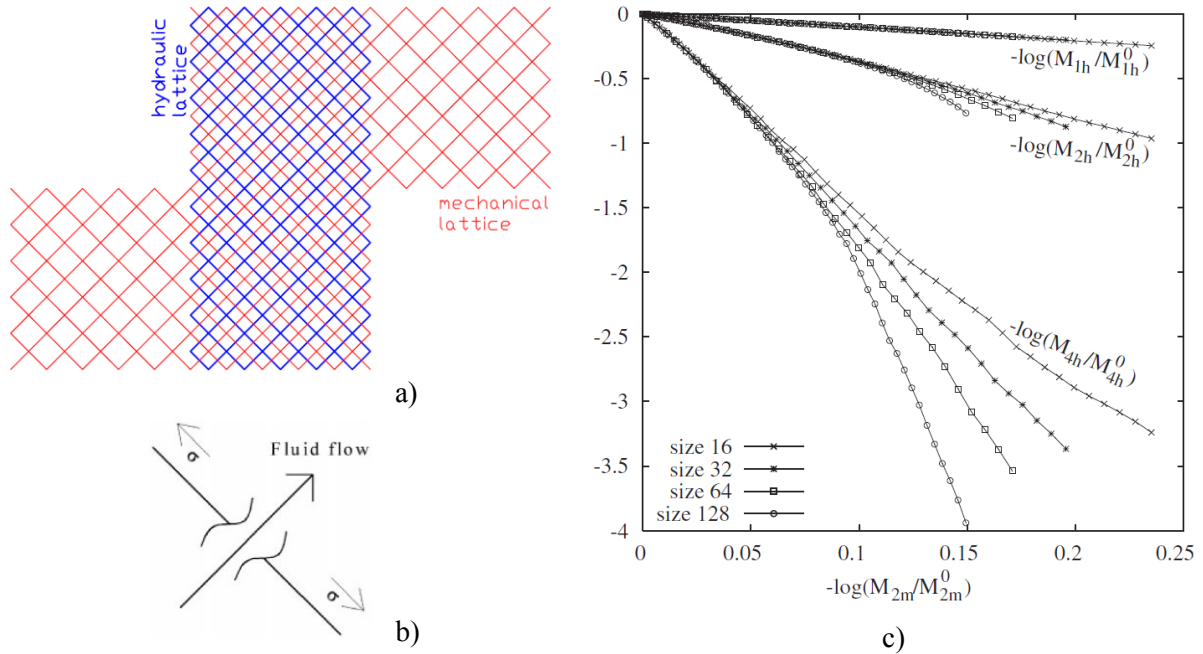 hydraulic
lattice
mechanical
lattice
a)
Fluid flow
σ
σ
b)
0
-0.5
-1
-1.5
-2
-2.5
-3
-3.5
-4
-log(M1h/M⁰1h)
-log(M2h/M⁰2h)
-log(M4h/M⁰4h)
size 16
size 32
size 64
size 128
0 0.05 0.1 0.15 0.2 0.25
-log(M2m/M⁰2m)
c)